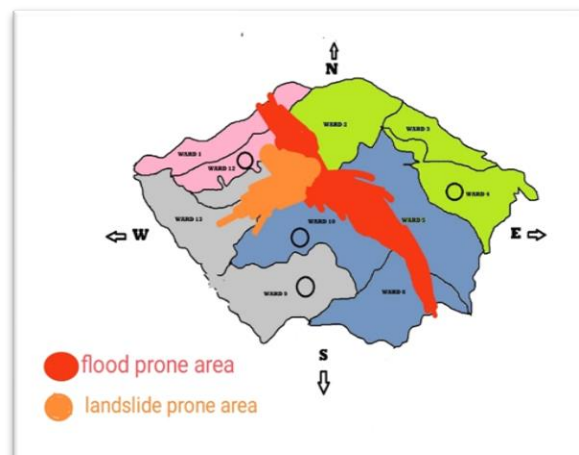 N
WARD 2
WARD 3
WARD 1
WARD 12
WARD 4
WARD 13
WARD 10
WARD 5
W
E
WARD 9
WARD 6
S
flood prone area
landslide prone area